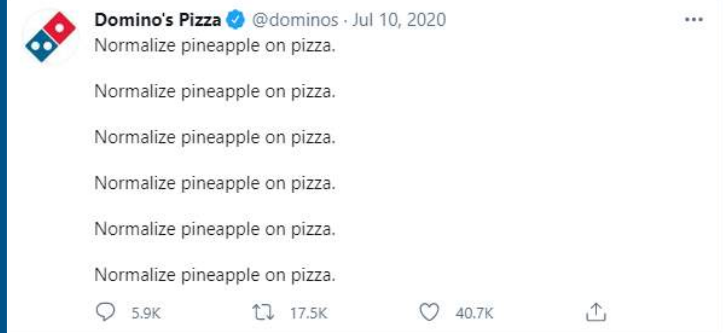 Domino's Pizza @dominos · Jul 10, 2020
Normalize pineapple on pizza.
Normalize pineapple on pizza.
Normalize pineapple on pizza.
Normalize pineapple on pizza.
Normalize pineapple on pizza.
Normalize pineapple on pizza.
5.9K 17.5K 40.7K